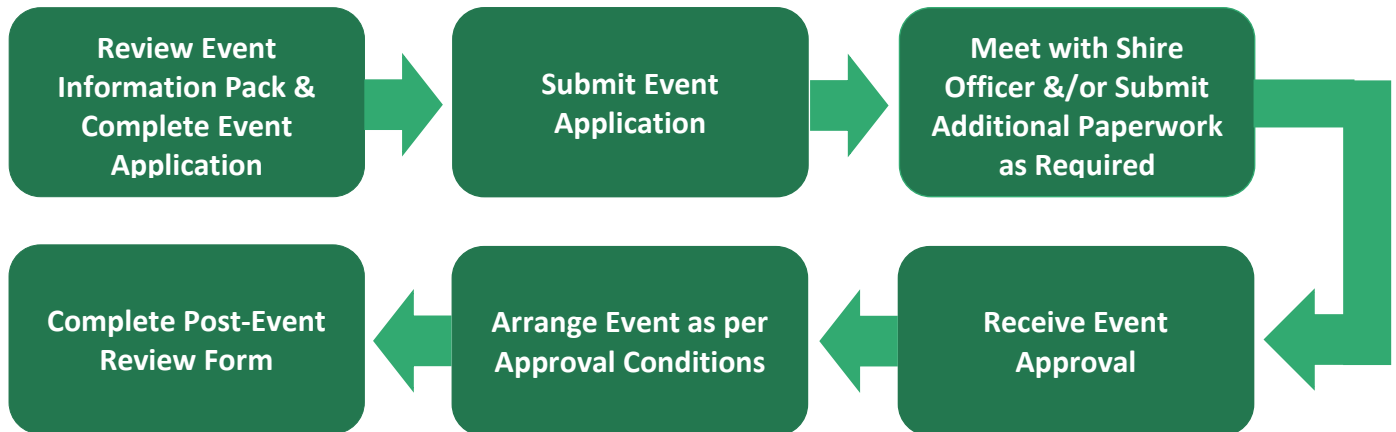 Review Event
Information Pack &
Complete Event
Application
Submit Event
Application
Meet with Shire
Officer &/or Submit
Additional Paperwork
as Required
Receive Event
Approval
Arrange Event as per
Approval Conditions
Complete Post-Event
Review Form